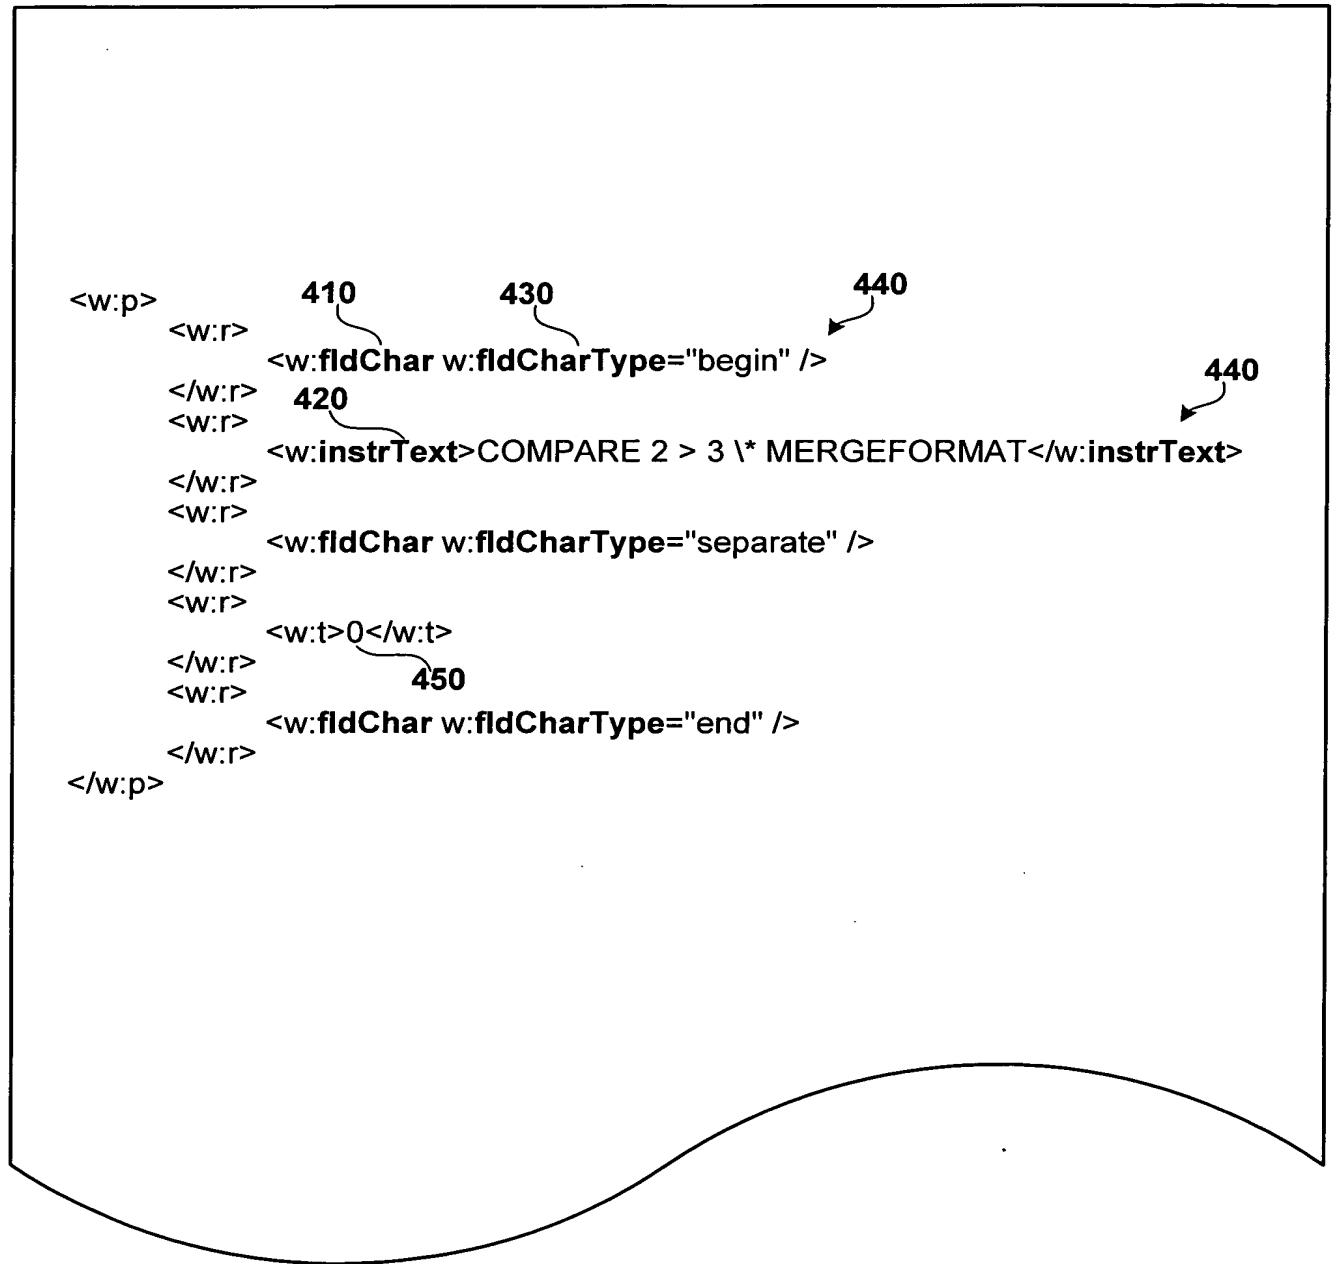 <w:p> 410 430 440
<w:r>
<w:fldChar w:fldCharType="begin" />
</w:r> 440
420
<w:r>
<w:instrText>COMPARE 2 > 3 \* MERGEFORMAT</w:instrText>
</w:r>
<w:r>
<w:fldChar w:fldCharType="separate" />
</w:r>
<w:r>
<w:t>0</w:t>
</w:r>
450
<w:r>
<w:fldChar w:fldCharType="end" />
</w:r>
</w:p>